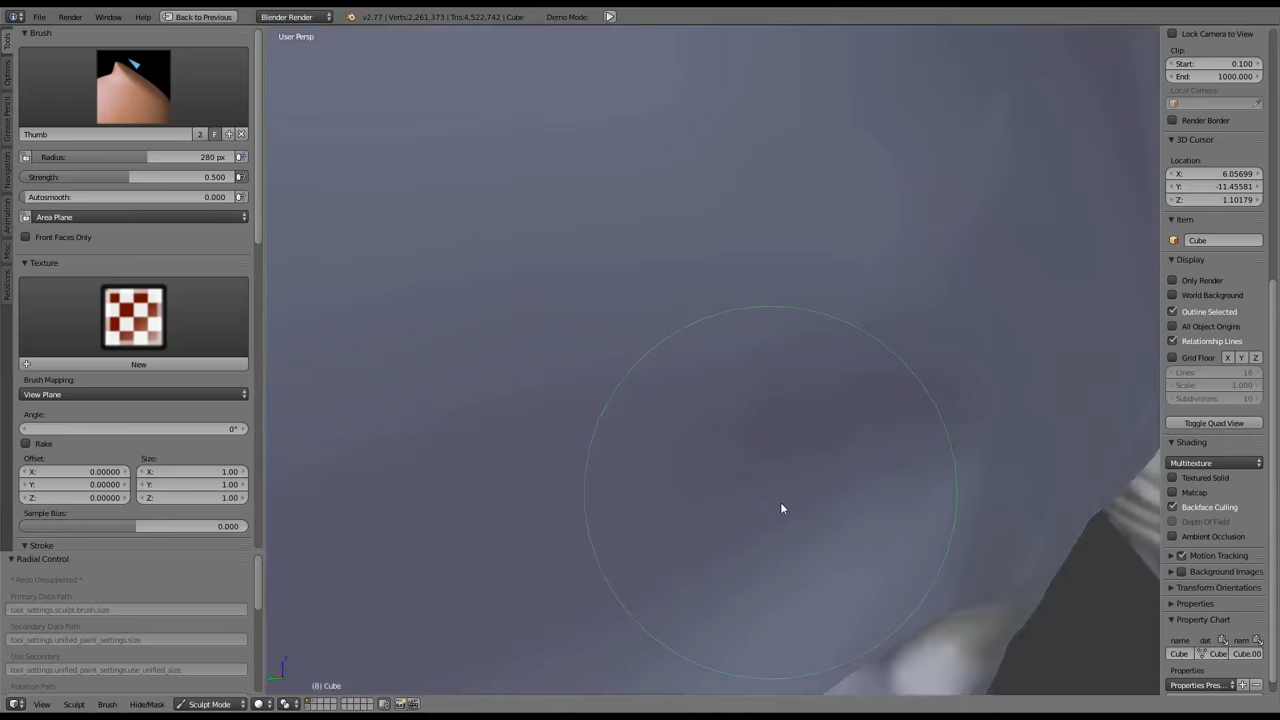 File Render Window Help Back to Previous Blender Render v2.77 | Verts:2,261,373 | Tris:4,522,742 | Cube Demo Mode:
Tools
Options
Grease Pencil
Navigation
Animation
Misc
Relations
Brush
Thumb 2 F
Radius: 280 px
Strength: 0.500
Autosmooth: 0.000
Area Plane
Front Faces Only
Texture
New
Brush Mapping:
View Plane
Angle:
0°
Rake
Offset: Size:
X: 0.00000 X: 1.00
Y: 0.00000 Y: 1.00
Z: 0.00000 Z: 1.00
Sample Bias:
0.000
Stroke
Radial Control
* Redo Unsupported *
Primary Data Path
tool_settings.sculpt.brush.size
Secondary Data Path
tool_settings.unified_paint_settings.size
Use Secondary
tool_settings.unified_paint_settings.use_unified_size
Rotation Path
User Persp
(8) Cube
Lock Camera to View
Clip:
Start: 0.100
End: 1000.000
Local Camera:
Render Border
3D Cursor
Location:
X: 6.05699
Y: -11.45581
Z: 1.10179
Item
Cube
Display
Only Render
World Background
Outline Selected
All Object Origins
Relationship Lines
Grid Floor X Y Z
Lines: 16
Scale: 1.000
Subdivisions: 10
Toggle Quad View
Shading
Multitexture
Textured Solid
Matcap
Backface Culling
Depth Of Field
Ambient Occlusion
Motion Tracking
Background Images
Transform Orientations
Properties
Property Chart
name dat nam
Cube Cube Cube.00
Properties
Properties Pres...
View Sculpt Brush Hide/Mask Sculpt Mode